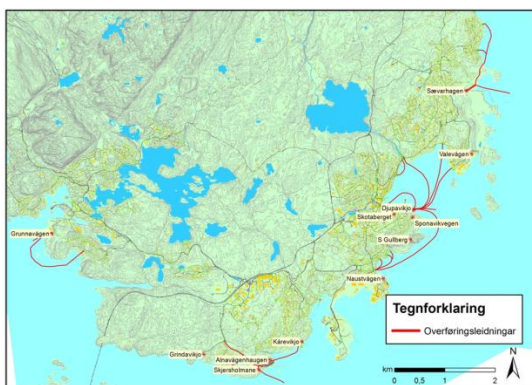 Sævarhagen
Valevågen
Djupavikjo
Skotaberget
Sponavikvegen
Grunnavågen
S Gullberg
Naustvågen
Tegnforklaring
Overføringsleidningar
Kårevikjo
Grindavikjo
Alnavågenhaugen
Skjersholmane
N
km
0 0,5 1 2